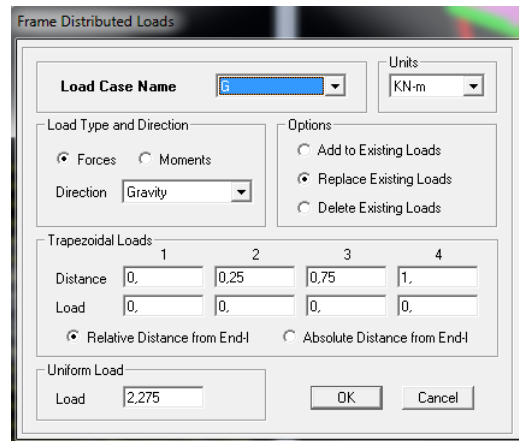 Frame Distributed Loads
Units
Load Case Name G KN-m
Load Type and Direction Options
Forces Moments
Direction Gravity
Add to Existing Loads
Replace Existing Loads
Delete Existing Loads
Trapezoidal Loads
1 2 3 4
Distance 0, 0,25 0,75 1,
Load 0, 0, 0, 0,
Relative Distance from End-I Absolute Distance from End-I
Uniform Load
Load 2,275
OK Cancel